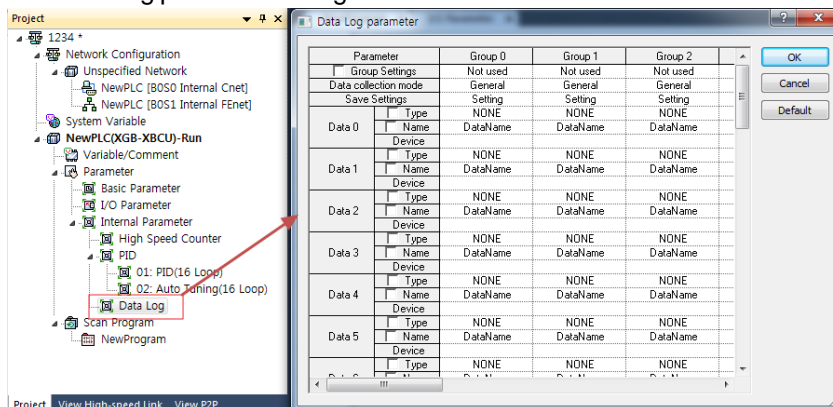 Project
1234 *
Network Configuration
Unspecified Network
NewPLC [B0S0 Internal Cnet]
NewPLC [B0S1 Internal FEnet]
System Variable
NewPLC(XGB-XBCU)-Run
Variable/Comment
Parameter
Basic Parameter
I/O Parameter
Internal Parameter
High Speed Counter
PID
01: PID(16 Loop)
02: Auto Tuning(16 Loop)
Data Log
Scan Program
NewProgram
Project View High-speed Link View P2P
Data Log parameter
Parameter Group 0 Group 1 Group 2
Group Settings Not used Not used Not used
Data collection mode General General General
Save Settings Setting Setting Setting
Data 0 Type NONE NONE NONE
Name DataName DataName DataName
Device
Data 1 Type NONE NONE NONE
Name DataName DataName DataName
Device
Data 2 Type NONE NONE NONE
Name DataName DataName DataName
Device
Data 3 Type NONE NONE NONE
Name DataName DataName DataName
Device
Data 4 Type NONE NONE NONE
Name DataName DataName DataName
Device
Data 5 Type NONE NONE NONE
Name DataName DataName DataName
Device
Type NONE NONE NONE
OK
Cancel
Default